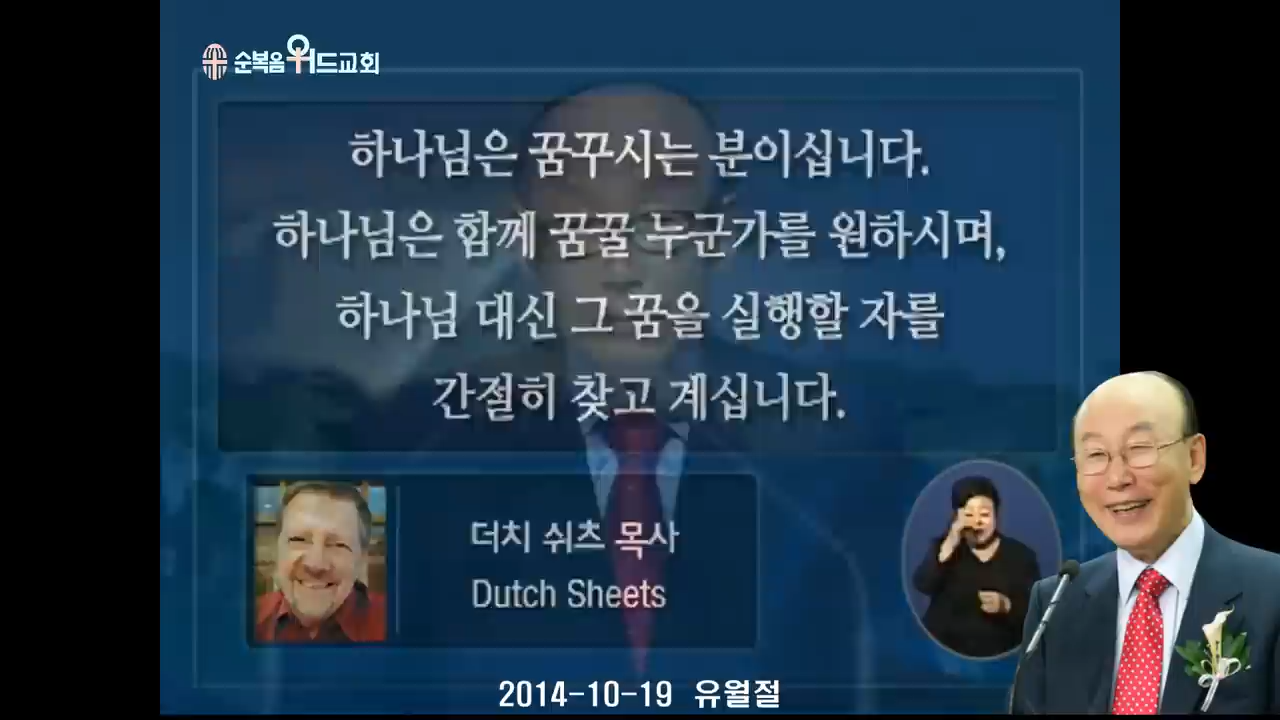 순복음워드교회
하나님은 꿈꾸시는 분이십니다.
하나님은 함께 꿈꿀 누군가를 원하시며,
하나님 대신 그 꿈을 실행할 자를
간절히 찾고 계십니다.
더치 쉬츠 목사
Dutch Sheets
2014-10-19 유월절